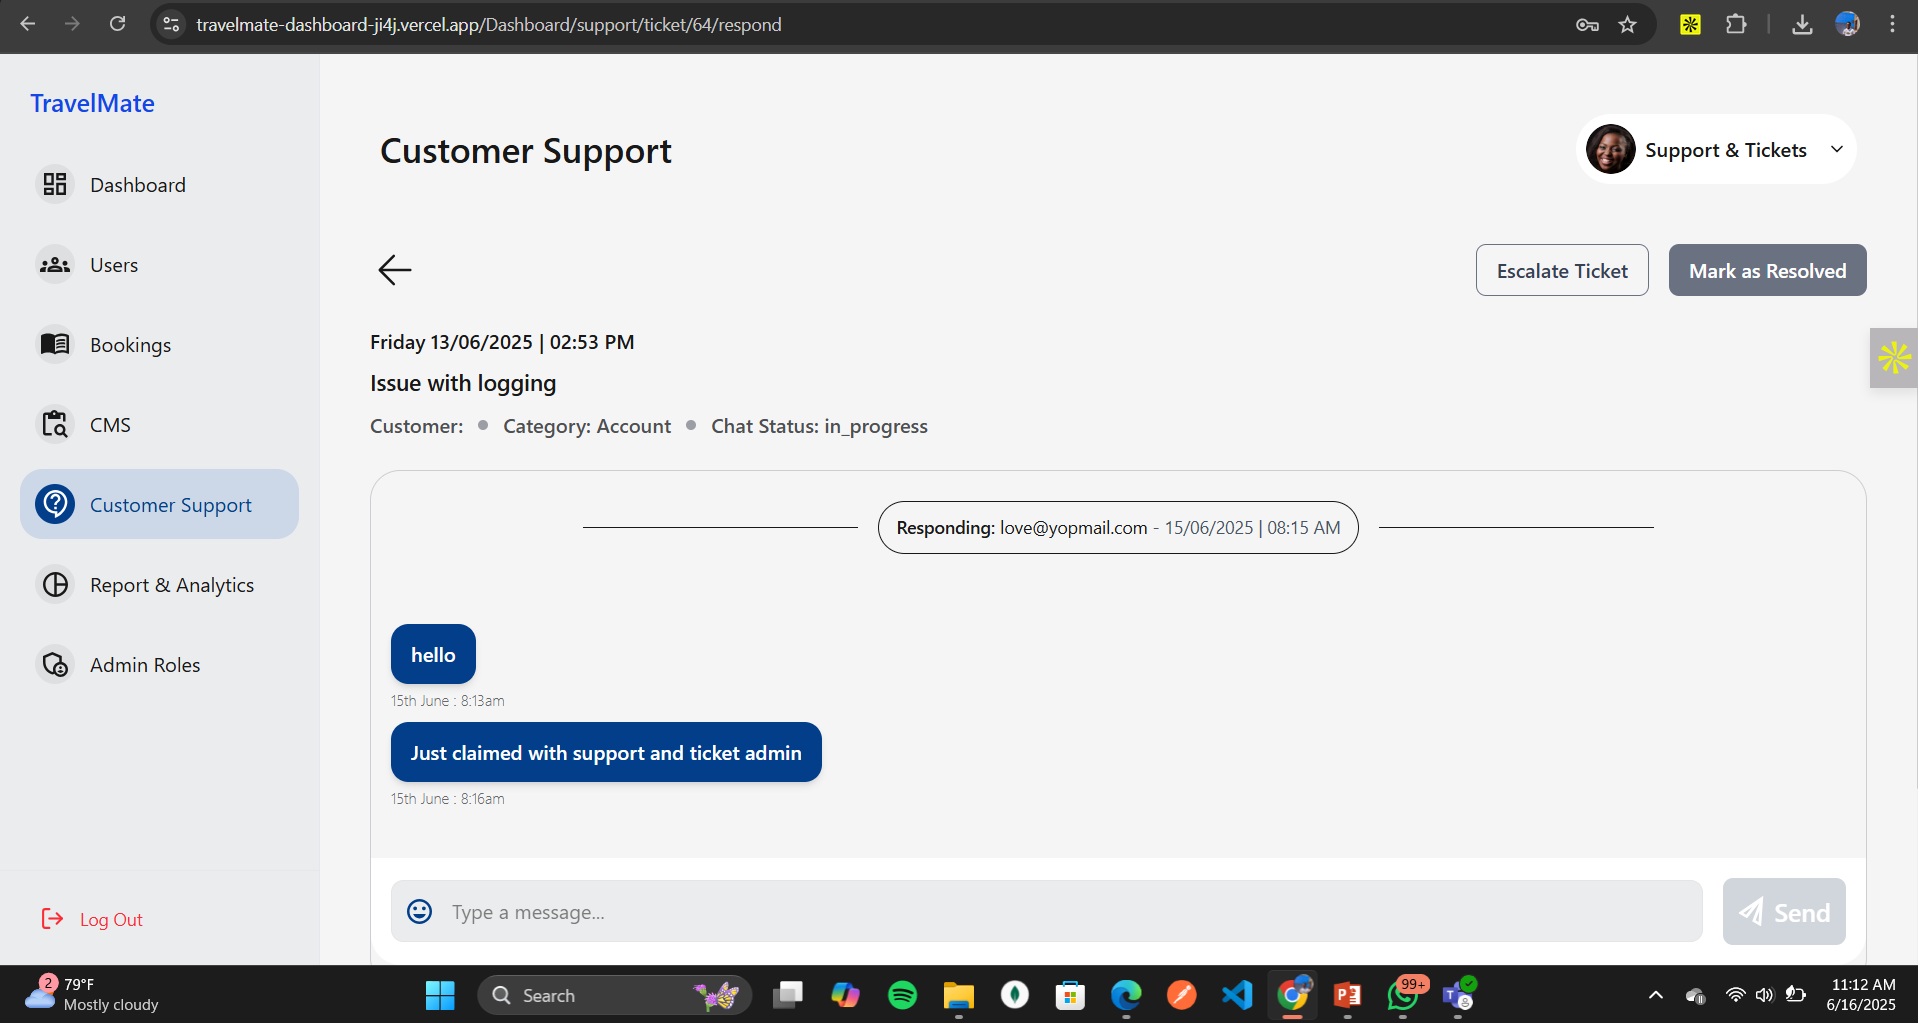 travelmate-dashboard-ji4j.vercel.app/Dashboard/support/ticket/64/respond
TravelMate
Dashboard
Users
Bookings
CMS
Customer Support
Report & Analytics
Admin Roles
Log Out
Customer Support
Support & Tickets
Escalate Ticket
Mark as Resolved
Friday 13/06/2025 | 02:53 PM
Issue with logging
Customer: Category: Account Chat Status: in_progress
Responding: love@yopmail.com - 15/06/2025 | 08:15 AM
hello
15th June : 8:13am
Just claimed with support and ticket admin
15th June : 8:16am
Type a message...
Send
2
79°F
Mostly cloudy
Search
99+
11:12 AM
6/16/2025